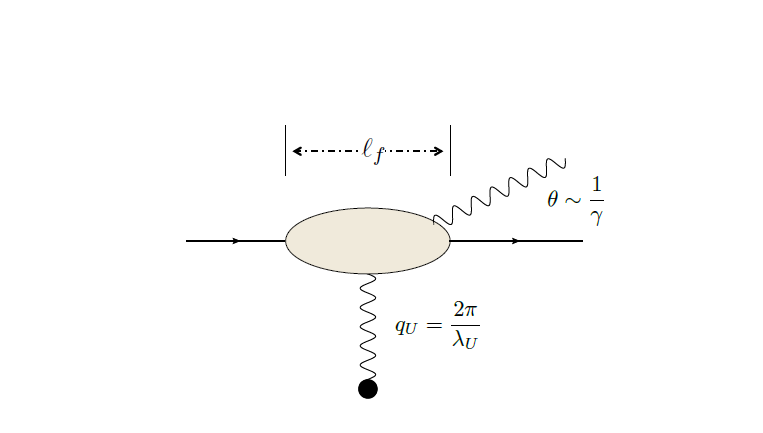 ℓ_f
θ ∼ 1/γ
q_U = 2π/λ_U